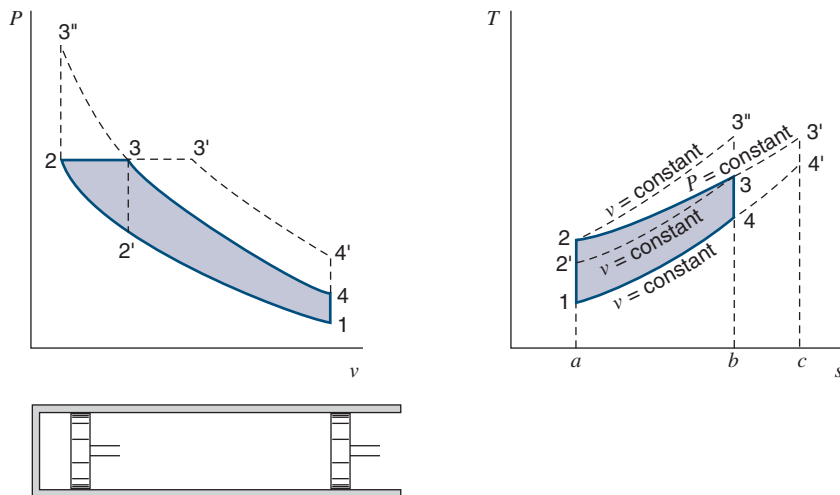 P
3"
2
3
3'
2'
4'
4
1
v
T
3"
3'
v = constant
P = constant
4'
3
2
4
2'
v = constant
v = constant
1
a
b
c
s